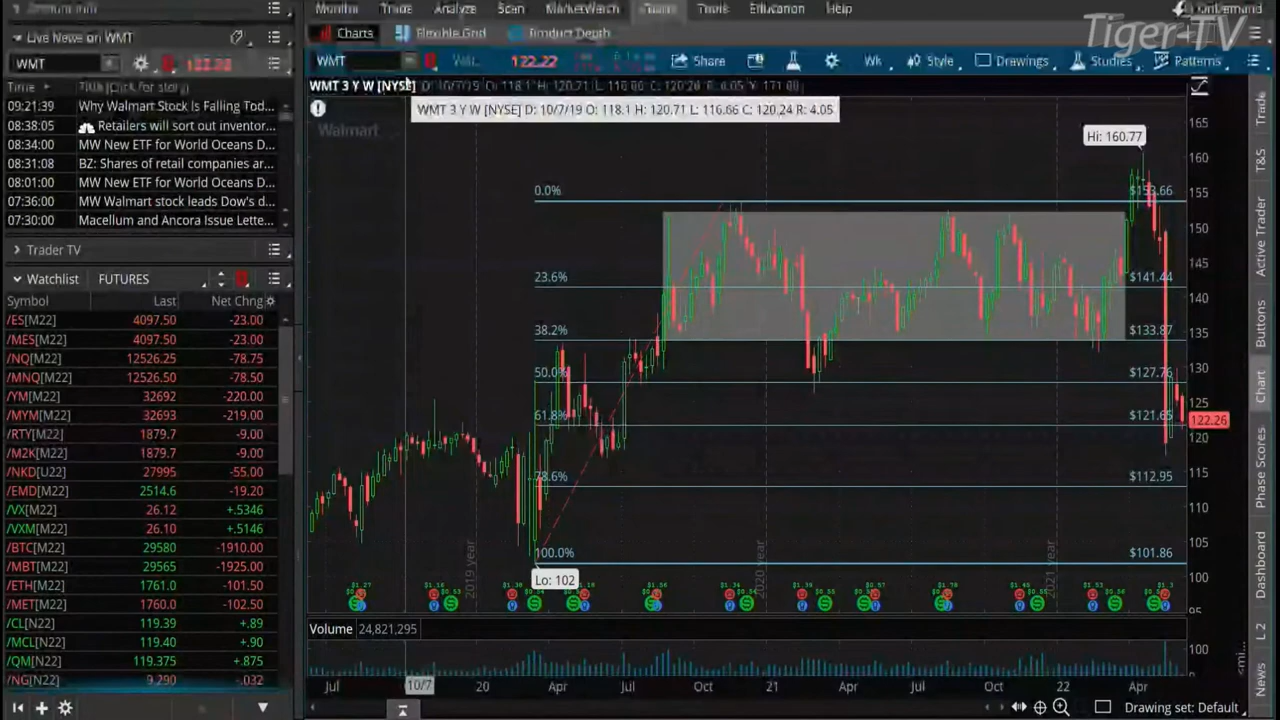 Monitor Trade Analyze Scan MarketWatch Charts Tools Education Help OnDemand
Tiger-TV
Live News on WMT
Charts Flexible Grid Product Depth
WMT
WMT 122.22 Share Wk Style Drawings Studies Patterns
Time Title (Click for story)
WMT 3 Y W [NYSE]
WMT 3 Y W [NYSE] D: 10/7/19 O: 118.1 H: 120.71 L: 116.66 C: 120.24 R: 4.05
09:21:39 Why Walmart Stock Is Falling Tod...
08:38:05 Retailers will sort out inventor...
08:34:00 MW New ETF for World Oceans D...
08:31:08 BZ: Shares of retail companies ar...
08:01:00 MW New ETF for World Oceans D...
07:36:00 MW Walmart stock leads Dow's d...
07:30:00 Macellum and Ancora Issue Lette...
Trader TV
Watchlist FUTURES
Symbol Last Net Chng
/ES[M22] 4097.50 -23.00
/MES[M22] 4097.50 -23.00
/NQ[M22] 12526.25 -78.75
/MNQ[M22] 12526.50 -78.50
/YM[M22] 32692 -220.00
/MYM[M22] 32693 -219.00
/RTY[M22] 1879.7 -9.00
/M2K[M22] 1879.7 -9.00
/NKD[U22] 27995 -55.00
/EMD[M22] 2514.6 -19.20
/VX[M22] 26.12 +.5346
/VXM[M22] 26.10 +.5146
/BTC[M22] 29580 -1910.00
/MBT[M22] 29565 -1925.00
/ETH[M22] 1761.0 -101.50
/MET[M22] 1760.0 -102.50
/CL[N22] 119.39 +.89
/MCL[N22] 119.40 +.90
/QM[N22] 119.375 +.875
/NG[N22] 9.290 -.032
Walmart
Hi: 160.77
0.0% $153.66
23.6% $141.44
38.2% $133.87
50.0% $127.76
61.8% $121.65
78.6% $112.95
100.0% $101.86
Lo: 102
2019 year
2020 year
2021 year
165
160
155
150
145
140
135
130
125
122.26
120
115
110
105
100
95
Volume 24,821,295
100
0
Jul 10/7 20 Apr Jul Oct 21 Apr Jul Oct 22 Apr
Drawing set: Default
Trade
T&S
Active Trader
Buttons
Chart
Phase Scores
Dashboard
L 2
News